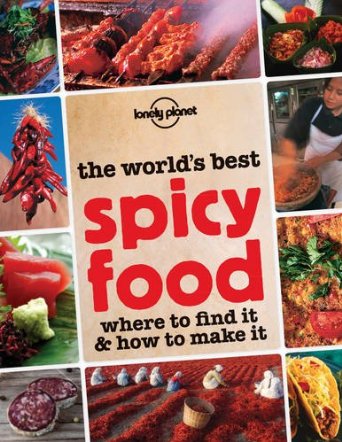 lonely planet
the world's best
spicy
food
where to find it
& how to make it